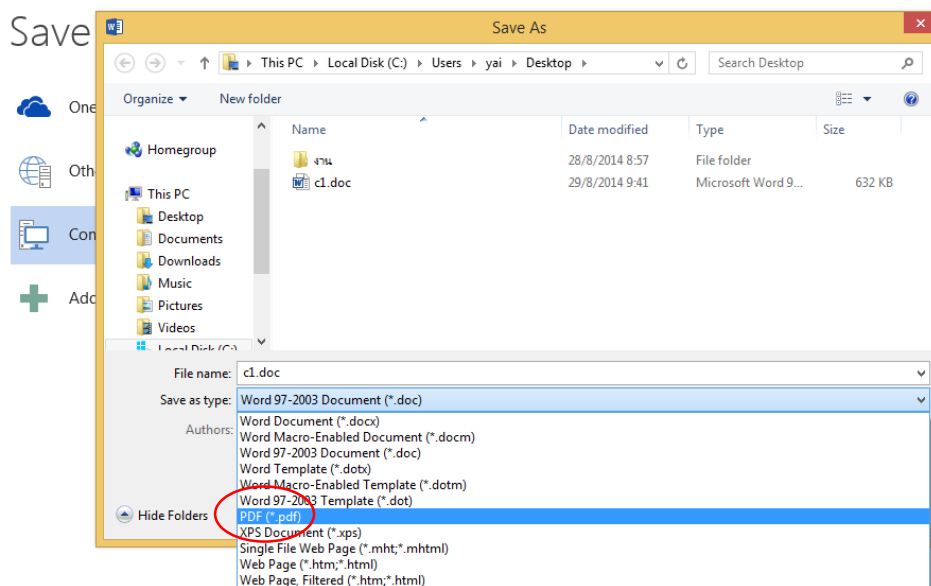 Save
Save As
This PC Local Disk (C:) Users yai Desktop
Search Desktop
Organize
New folder
One
Oth
Con
Add
Homegroup
This PC
Desktop
Documents
Downloads
Music
Pictures
Videos
Local Disk (C:)
Name Date modified Type Size
งาน 28/8/2014 8:57 File folder
c1.doc 29/8/2014 9:41 Microsoft Word 9... 632 KB
File name: c1.doc
Save as type: Word 97-2003 Document (*.doc)
Authors:
Word Document (*.docx)
Word Macro-Enabled Document (*.docm)
Word 97-2003 Document (*.doc)
Word Template (*.dotx)
Word Macro-Enabled Template (*.dotm)
Word 97-2003 Template (*.dot)
PDF (*.pdf)
XPS Document (*.xps)
Single File Web Page (*.mht;*.mhtml)
Web Page (*.htm;*.html)
Web Page, Filtered (*.htm;*.html)
Hide Folders